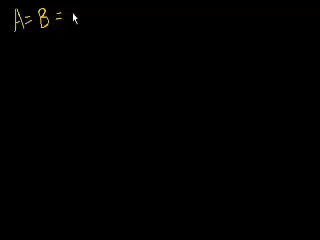 A = B =